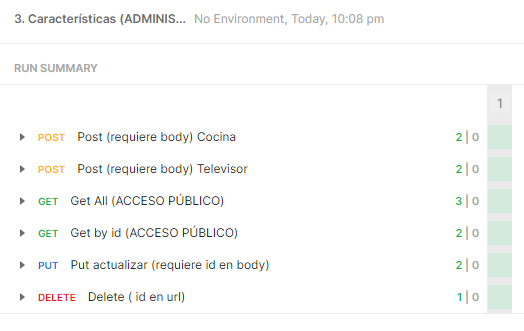 3. Características (ADMINIS... No Environment, Today, 10:08 pm
RUN SUMMARY
1
POST Post (requiere body) Cocina 2 | 0
POST Post (requiere body) Televisor 2 | 0
GET Get All (ACCESO PÚBLICO) 3 | 0
GET Get by id (ACCESO PÚBLICO) 2 | 0
PUT Put actualizar (requiere id en body) 2 | 0
DELETE Delete ( id en url) 1 | 0